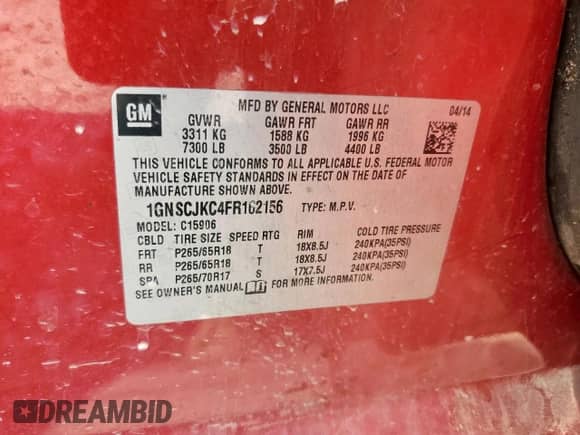 GM
MFD BY GENERAL MOTORS LLC 04/14
GVWR GAWR FRT GAWR RR
3311 KG 1588 KG 1996 KG
7300 LB 3500 LB 4400 LB
THIS VEHICLE CONFORMS TO ALL APPLICABLE U.S. FEDERAL MOTOR
VEHICLE SAFETY STANDARDS IN EFFECT ON THE DATE OF
MANUFACTURE SHOWN ABOVE.
1GNSCJKC4FR162156 TYPE: M.P.V.
MODEL: C15906
CBLD TIRE SIZE SPEED RTG RIM COLD TIRE PRESSURE
FRT P265/65R18 T 18X8.5J 240KPA(35PSI)
RR P265/65R18 T 18X8.5J 240KPA(35PSI)
SPA P265/70R17 S 17X7.5J 240KPA(35PSI)
SEE OWNER'S MANUAL FOR MORE INFORMATION.
DREAMBID